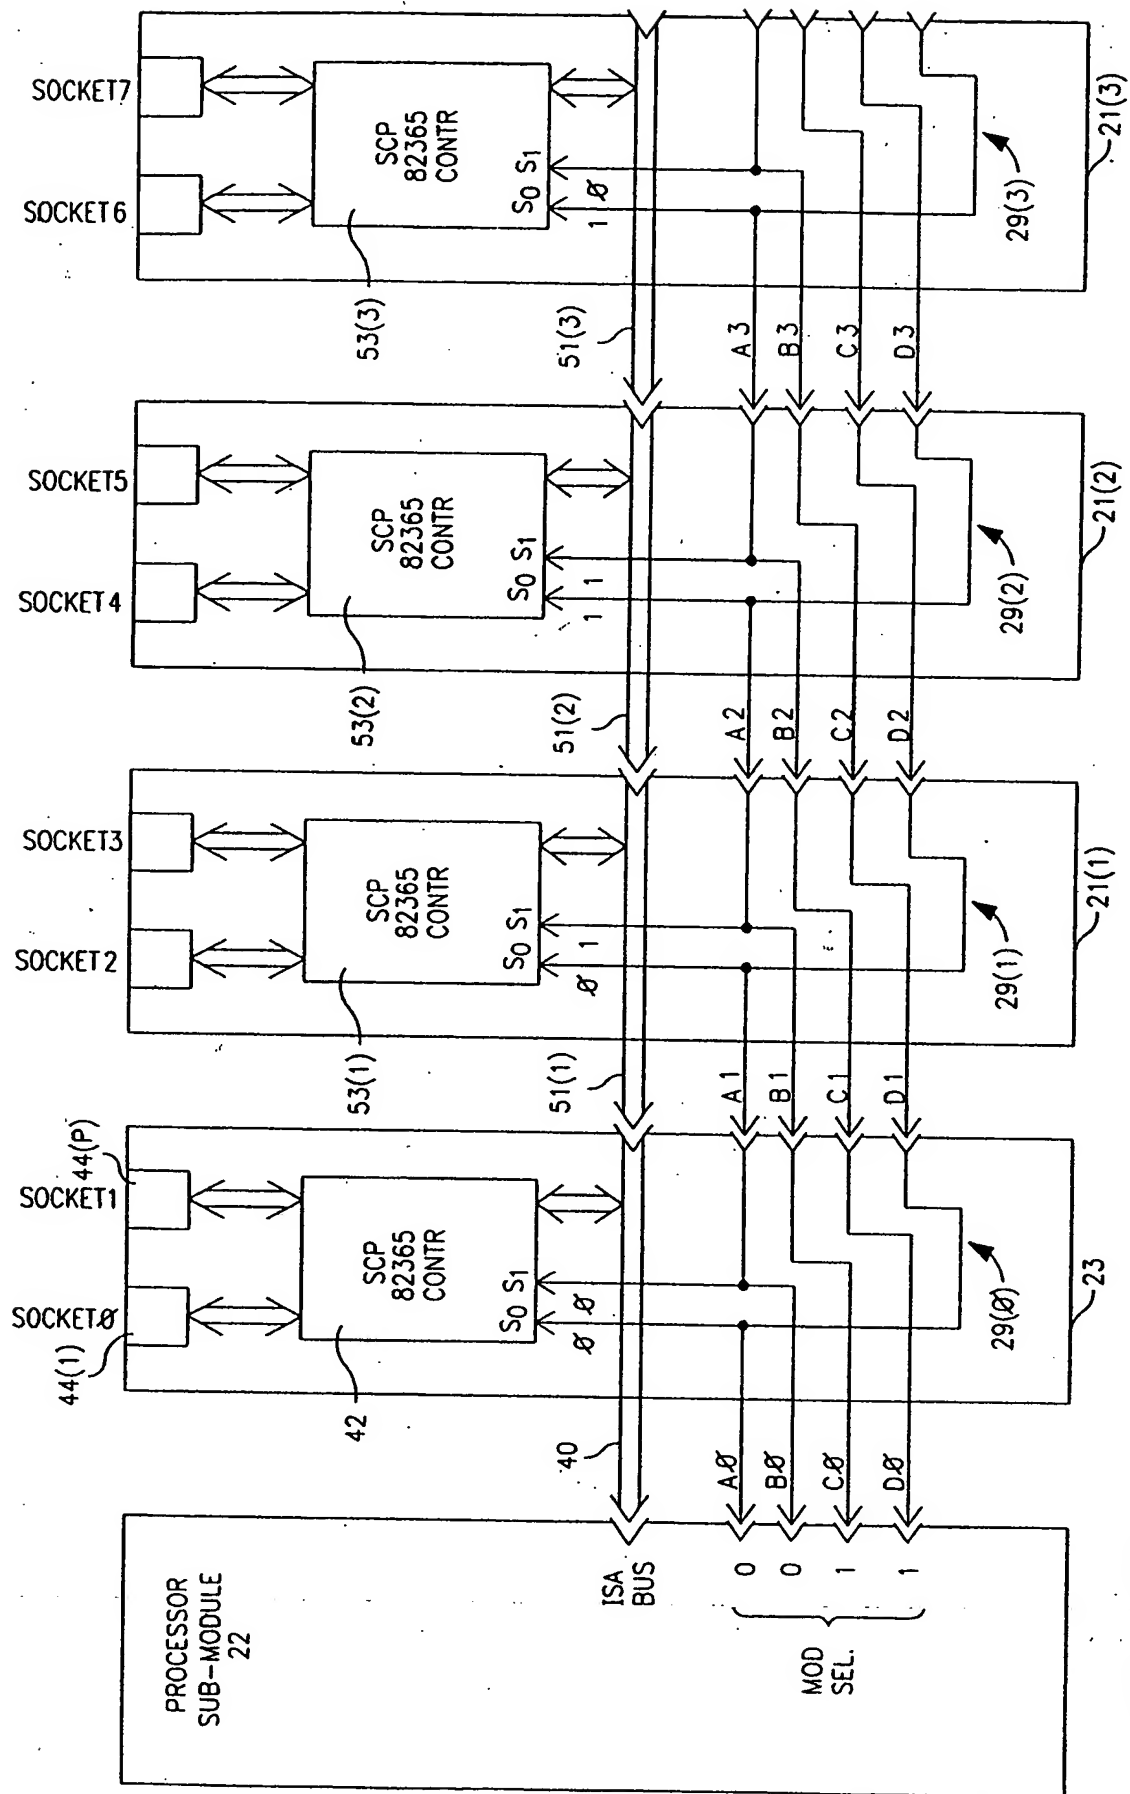 SOCKET7
SOCKET6
SCP
82365
CONTR
S0 S1
1 Ø
53(3)
51(3)
A3
B3
C3
D3
29(3)
21(3)
SOCKET5
SOCKET4
SCP
82365
CONTR
S0 S1
1 1
53(2)
51(2)
A2
B2
C2
D2
29(2)
21(2)
SOCKET3
SOCKET2
SCP
82365
CONTR
S0 S1
Ø 1
53(1)
51(1)
A1
B1
C1
D1
29(1)
21(1)
SOCKET1
44(P)
SOCKETØ
44(1)
SCP
82365
CONTR
S0 S1
Ø Ø
42
40
AØ
BØ
CØ
DØ
29(Ø)
23
PROCESSOR
SUB-MODULE
22
ISA
BUS
0
0
1
1
MOD
SEL.